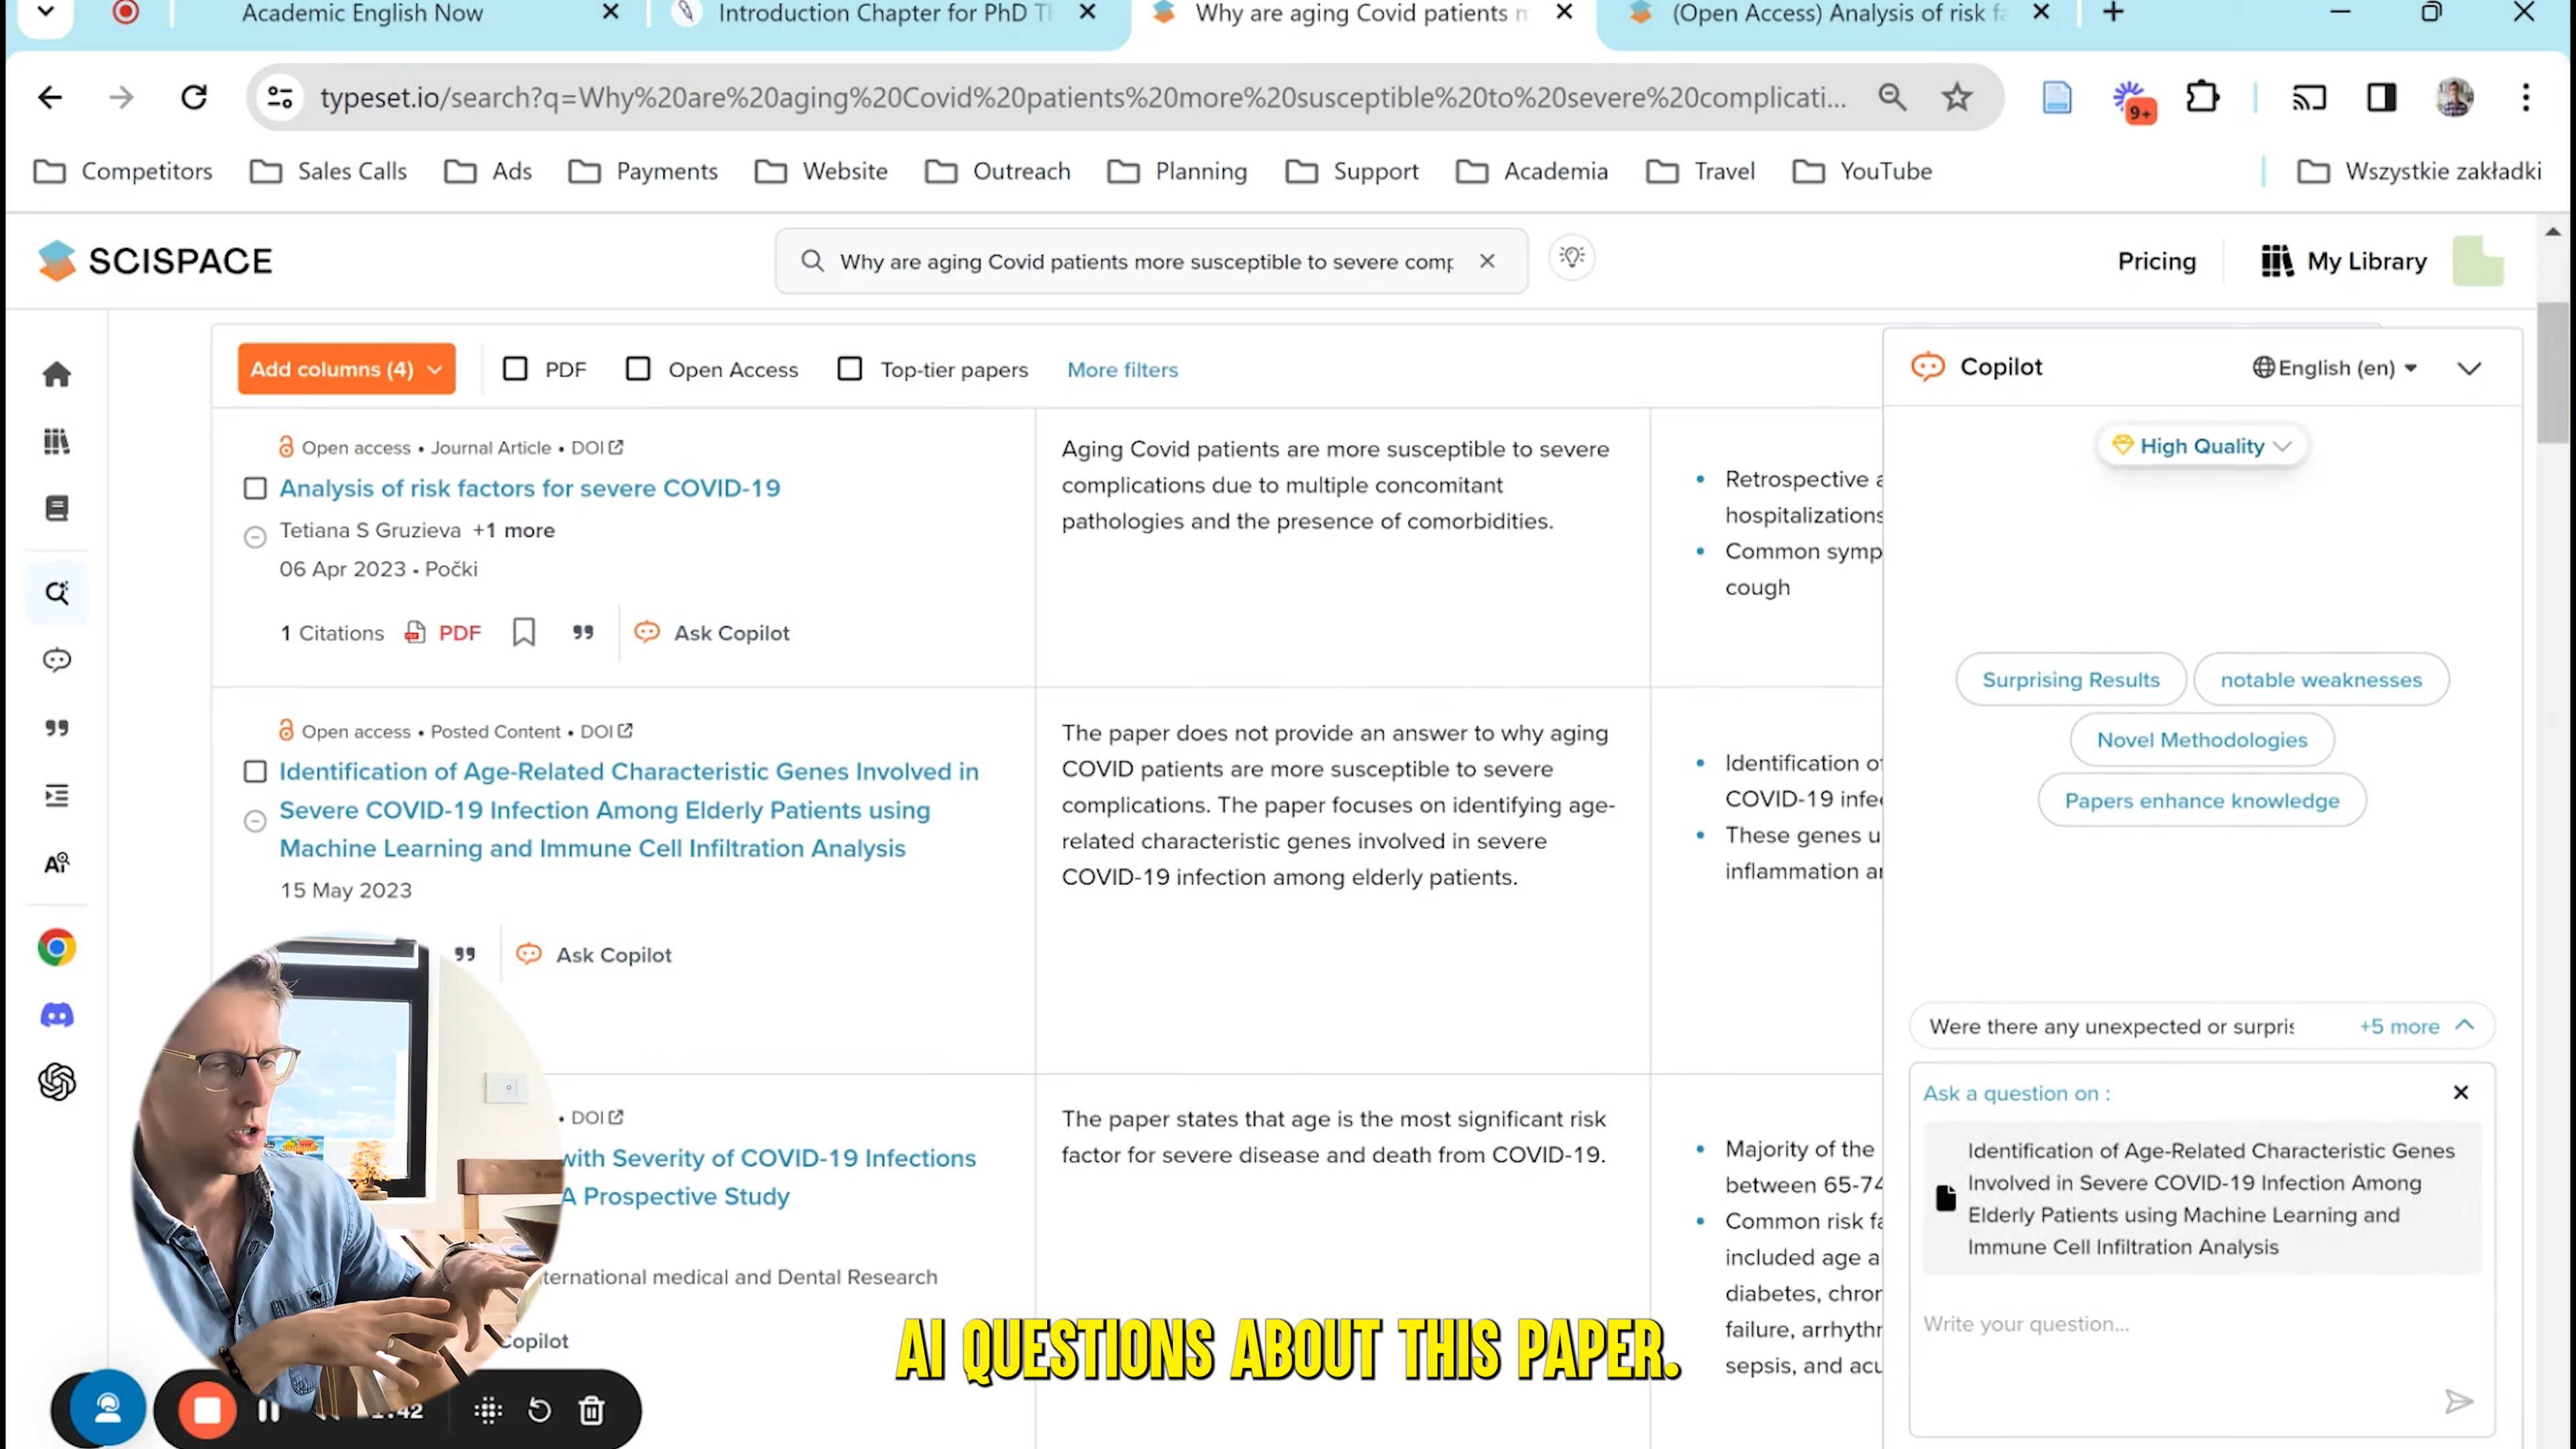 Academic English Now
Introduction Chapter for PhD Th
Why are aging Covid patients m
(Open Access) Analysis of risk fa
typeset.io/search?q=Why%20are%20aging%20Covid%20patients%20more%20susceptible%20to%20severe%20complicati...
9+
Competitors
Sales Calls
Ads
Payments
Website
Outreach
Planning
Support
Academia
Travel
YouTube
Wszystkie zakładki
SCISPACE
Why are aging Covid patients more susceptible to severe comp
Pricing
My Library
Add columns (4)
PDF
Open Access
Top-tier papers
More filters
Open access • Journal Article • DOI
Analysis of risk factors for severe COVID-19
Tetiana S Gruzieva +1 more
06 Apr 2023 • Počki
1 Citations
PDF
Ask Copilot
Aging Covid patients are more susceptible to severe
complications due to multiple concomitant
pathologies and the presence of comorbidities.
• Retrospective a
hospitalizations
• Common symp
cough
Open access • Posted Content • DOI
Identification of Age-Related Characteristic Genes Involved in
Severe COVID-19 Infection Among Elderly Patients using
Machine Learning and Immune Cell Infiltration Analysis
15 May 2023
Ask Copilot
The paper does not provide an answer to why aging
COVID patients are more susceptible to severe
complications. The paper focuses on identifying age-
related characteristic genes involved in severe
COVID-19 infection among elderly patients.
• Identification of
COVID-19 infec
• These genes u
inflammation ar
• DOI
with Severity of COVID-19 Infections
A Prospective Study
ternational medical and Dental Research
Copilot
The paper states that age is the most significant risk
factor for severe disease and death from COVID-19.
• Majority of the
between 65-74
• Common risk fa
included age a
diabetes, chror
failure, arrhythr
sepsis, and acu
Copilot
English (en)
High Quality
Surprising Results
notable weaknesses
Novel Methodologies
Papers enhance knowledge
Were there any unexpected or surpris
+5 more
Ask a question on :
Identification of Age-Related Characteristic Genes
Involved in Severe COVID-19 Infection Among
Elderly Patients using Machine Learning and
Immune Cell Infiltration Analysis
Write your question...
AI QUESTIONS ABOUT THIS PAPER.
:42